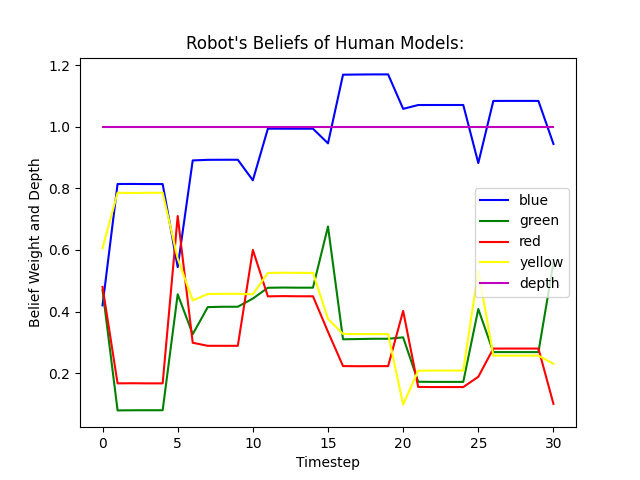 Robot's Beliefs of Human Models:
Belief Weight and Depth
1.2
1.0
0.8
0.6
0.4
0.2
blue
green
red
yellow
depth
0 5 10 15 20 25 30
Timestep